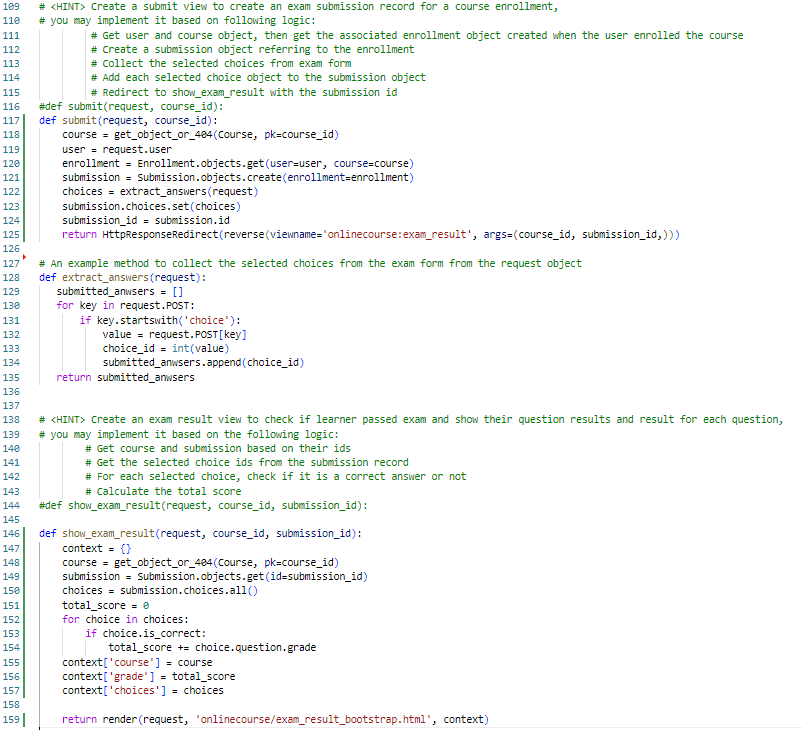 109 # <HINT> Create a submit view to create an exam submission record for a course enrollment,
110 # you may implement it based on following logic:
111 # Get user and course object, then get the associated enrollment object created when the user enrolled the course
112 # Create a submission object referring to the enrollment
113 # Collect the selected choices from exam form
114 # Add each selected choice object to the submission object
115 # Redirect to show_exam_result with the submission id
116 #def submit(request, course_id):
117 def submit(request, course_id):
118 course = get_object_or_404(Course, pk=course_id)
119 user = request.user
120 enrollment = Enrollment.objects.get(user=user, course=course)
121 submission = Submission.objects.create(enrollment=enrollment)
122 choices = extract_answers(request)
123 submission.choices.set(choices)
124 submission_id = submission.id
125 return HttpResponseRedirect(reverse(viewname='onlinecourse:exam_result', args=(course_id, submission_id,)))
126
127 # An example method to collect the selected choices from the exam form from the request object
128 def extract_answers(request):
129 submitted_anwsers = []
130 for key in request.POST:
131 if key.startswith('choice'):
132 value = request.POST[key]
133 choice_id = int(value)
134 submitted_anwsers.append(choice_id)
135 return submitted_anwsers
136
137
138 # <HINT> Create an exam result view to check if learner passed exam and show their question results and result for each question,
139 # you may implement it based on the following logic:
140 # Get course and submission based on their ids
141 # Get the selected choice ids from the submission record
142 # For each selected choice, check if it is a correct answer or not
143 # Calculate the total score
144 #def show_exam_result(request, course_id, submission_id):
145
146 def show_exam_result(request, course_id, submission_id):
147 context = {}
148 course = get_object_or_404(Course, pk=course_id)
149 submission = Submission.objects.get(id=submission_id)
150 choices = submission.choices.all()
151 total_score = 0
152 for choice in choices:
153 if choice.is_correct:
154 total_score += choice.question.grade
155 context['course'] = course
156 context['grade'] = total_score
157 context['choices'] = choices
158
159 return render(request, 'onlinecourse/exam_result_bootstrap.html', context)